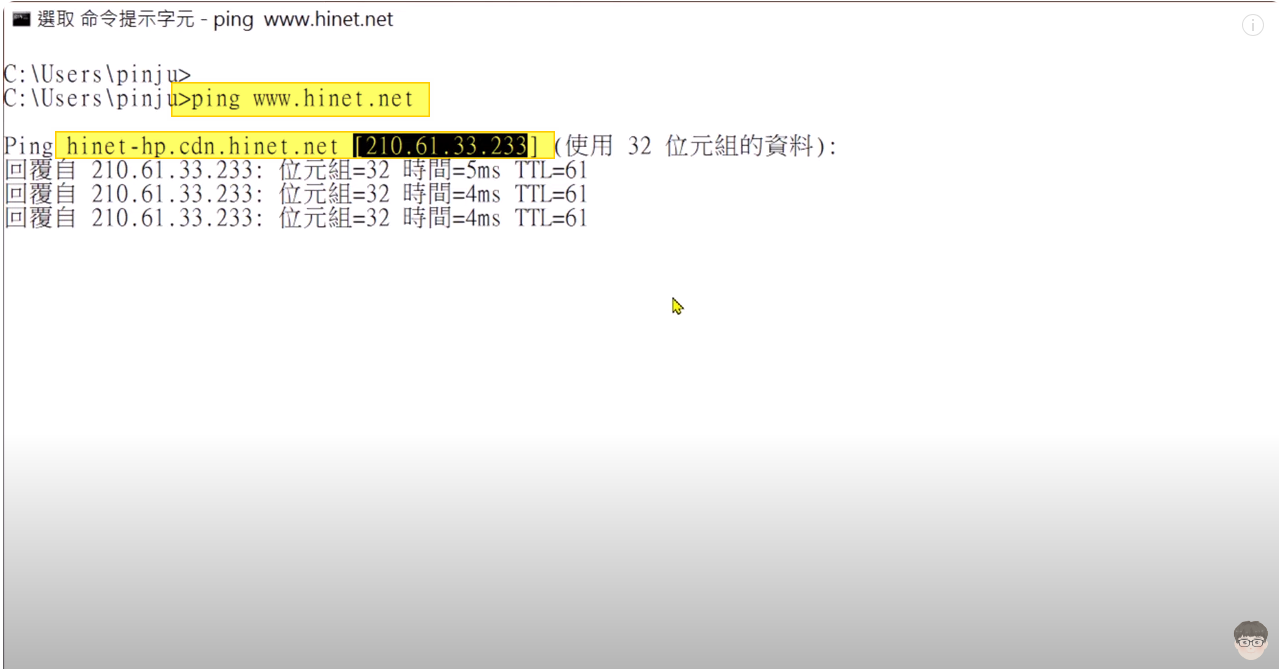 選取 命令提示字元 - ping www.hinet.net
C:\Users\pinju>
C:\Users\pinju>ping www.hinet.net
Ping hinet-hp.cdn.hinet.net [210.61.33.233] (使用 32 位元組的資料):
回覆自 210.61.33.233: 位元組=32 時間=5ms TTL=61
回覆自 210.61.33.233: 位元組=32 時間=4ms TTL=61
回覆自 210.61.33.233: 位元組=32 時間=4ms TTL=61